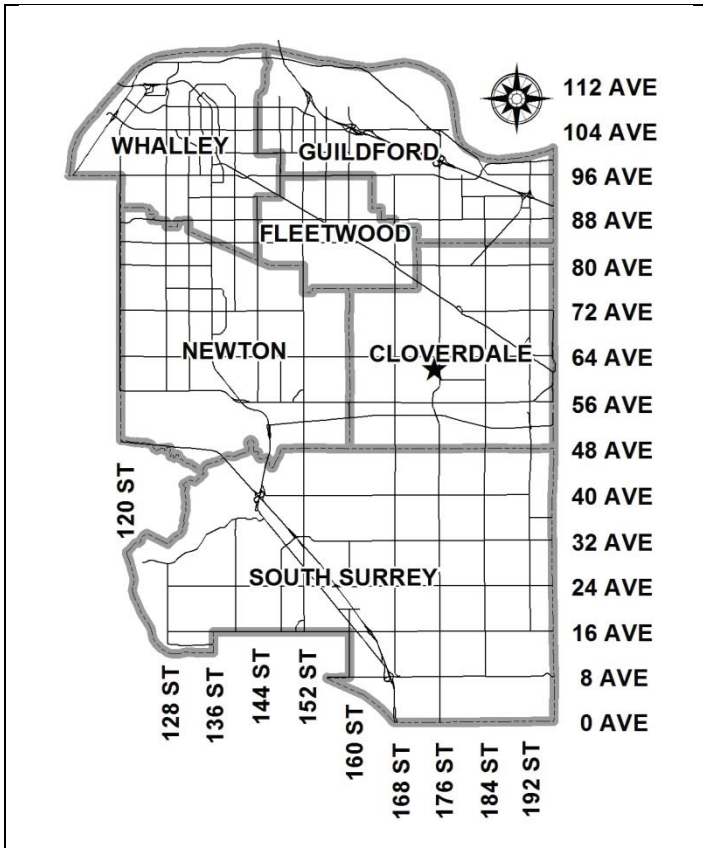 112 AVE
104 AVE
WHALLEY
GUILDFORD
96 AVE
88 AVE
FLEETWOOD
80 AVE
72 AVE
NEWTON
CLOVERDALE
64 AVE
56 AVE
48 AVE
120 ST
40 AVE
32 AVE
SOUTH SURREY
24 AVE
16 AVE
8 AVE
128 ST
136 ST
144 ST
152 ST
160 ST
0 AVE
168 ST
176 ST
184 ST
192 ST